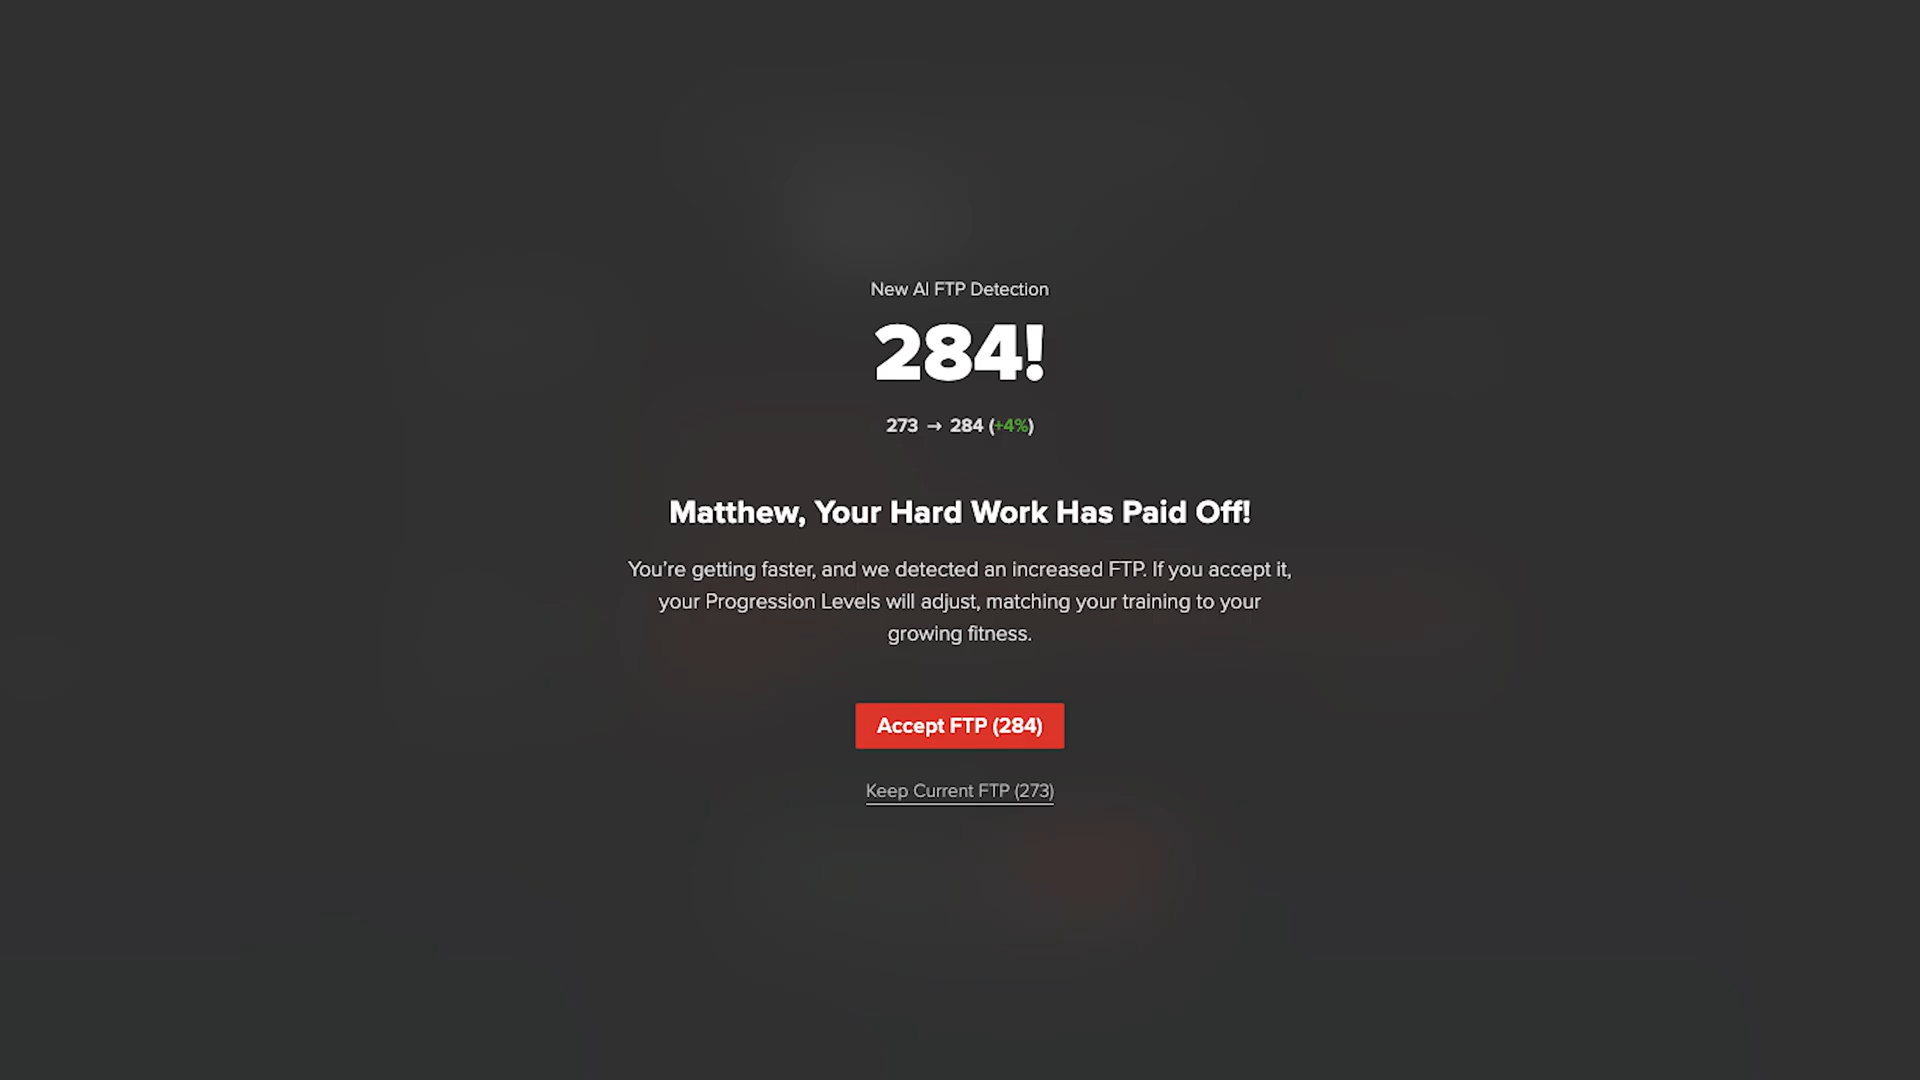 New AI FTP Detection
284!
273 → 284 (+4%)
Matthew, Your Hard Work Has Paid Off!
You’re getting faster, and we detected an increased FTP. If you accept it,
your Progression Levels will adjust, matching your training to your
growing fitness.
Accept FTP (284)
Keep Current FTP (273)